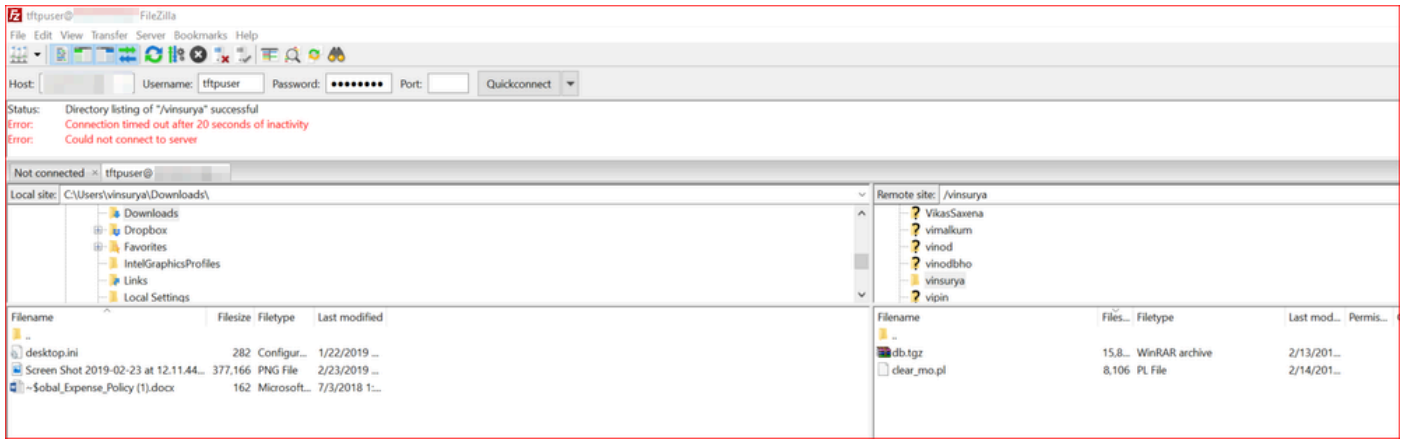 tftpuser@ FileZilla
File Edit View Transfer Server Bookmarks Help
Host: Username: tftpuser Password: ●●●●●●●● Port: Quickconnect
Status: Directory listing of "/vinsurya" successful
Error: Connection timed out after 20 seconds of inactivity
Error: Could not connect to server
Not connected × tftpuser@
Local site: C:\Users\vinsurya\Downloads\ Remote site: /vinsurya
Downloads ? VikasSaxena
Dropbox ? vimalkum
Favorites ? vinod
IntelGraphicsProfiles ? vinodbho
Links vinsurya
Local Settings ? vipin
Filename Filesize Filetype Last modified Filename Files... Filetype Last mod... Permis...
.. ..
desktop.ini 282 Configur... 1/22/2019 ... db.tgz 15,8... WinRAR archive 2/13/201...
Screen Shot 2019-02-23 at 12.11.44... 377,166 PNG File 2/23/2019 ... clear_mo.pl 8,106 PL File 2/14/201...
~$obal_Expense_Policy (1).docx 162 Microsoft... 7/3/2018 1:...